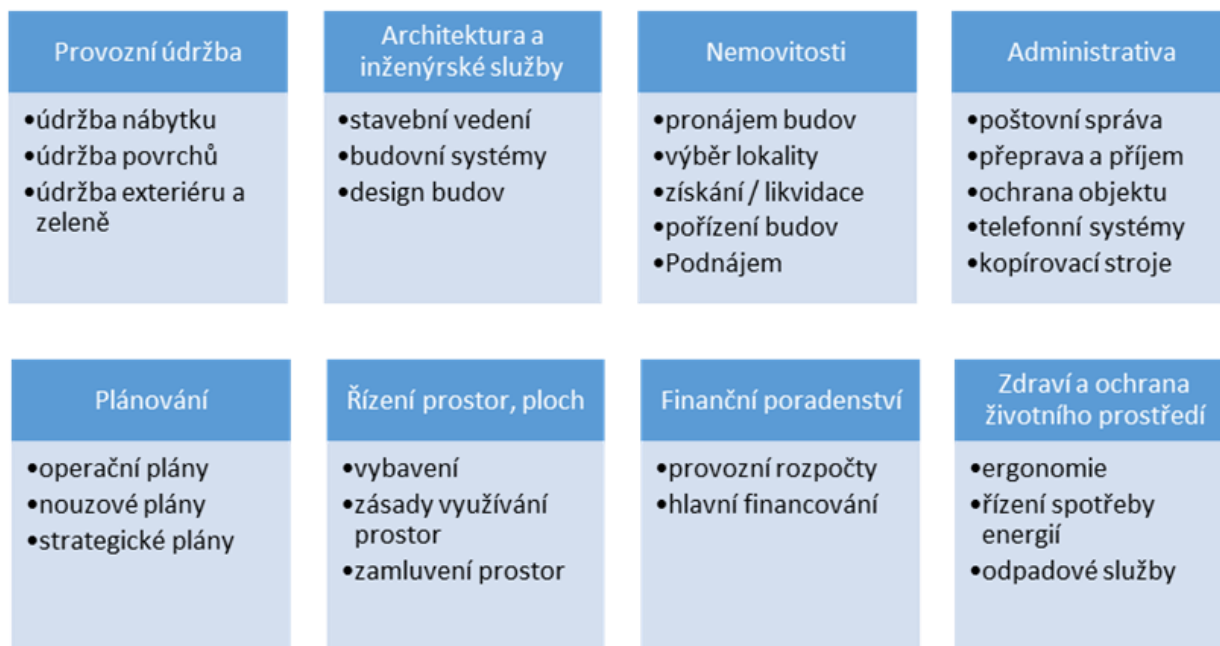 Provozní údržba
•údržba nábytku
•údržba povrchů
•údržba exteriéru a
zeleně
Architektura a
inženýrské služby
•stavební vedení
•budovní systémy
•design budov
Nemovitosti
•pronájem budov
•výběr lokality
•získání / likvidace
•pořízení budov
•Podnájem
Administrativa
•poštovní správa
•přeprava a příjem
•ochrana objektu
•telefonní systémy
•kopírovací stroje
Plánování
•operační plány
•nouzové plány
•strategické plány
Řízení prostor, ploch
•vybavení
•zásady využívání
prostor
•zamluvení prostor
Finanční poradenství
•provozní rozpočty
•hlavní financování
Zdraví a ochrana
životního prostředí
•ergonomie
•řízení spotřeby
energií
•odpadové služby